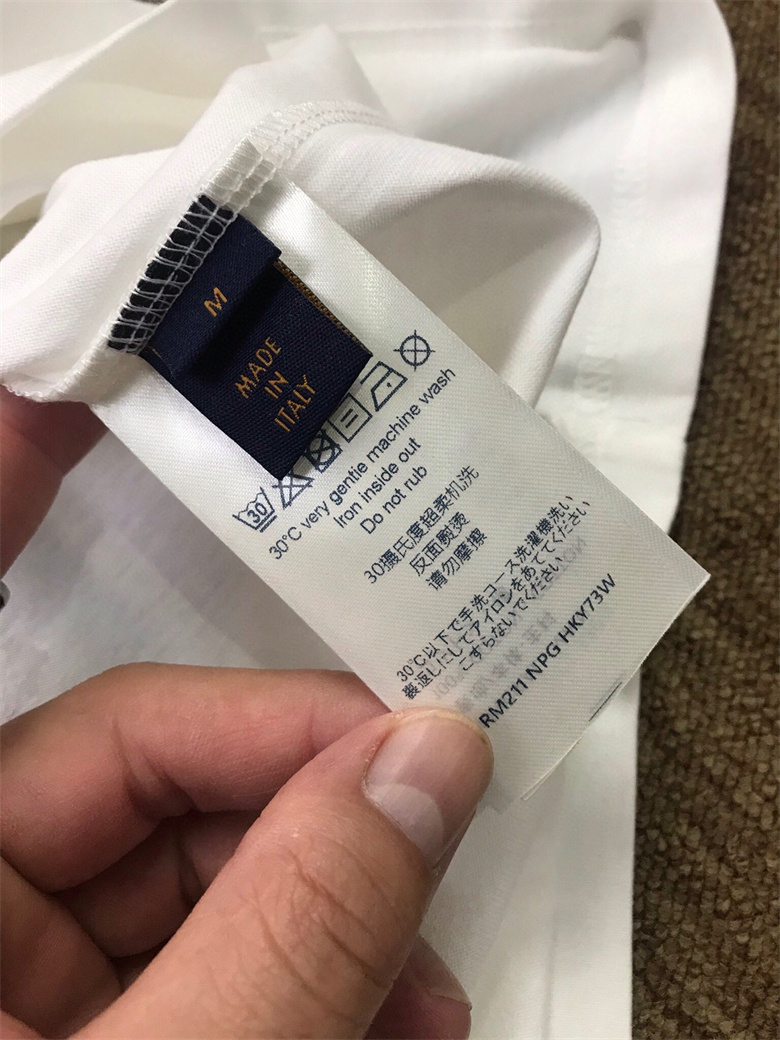 M
MADE
IN
ITALY
30
30°C very gentle machine wash
Iron inside out
Do not rub
30攝氏度超柔机洗
反面熨烫
请勿摩擦
30℃以下で手洗コース洗濯機洗い
裏返しにしてアイロンをあててください
こすらないでください
RM211 NPG HKY73W